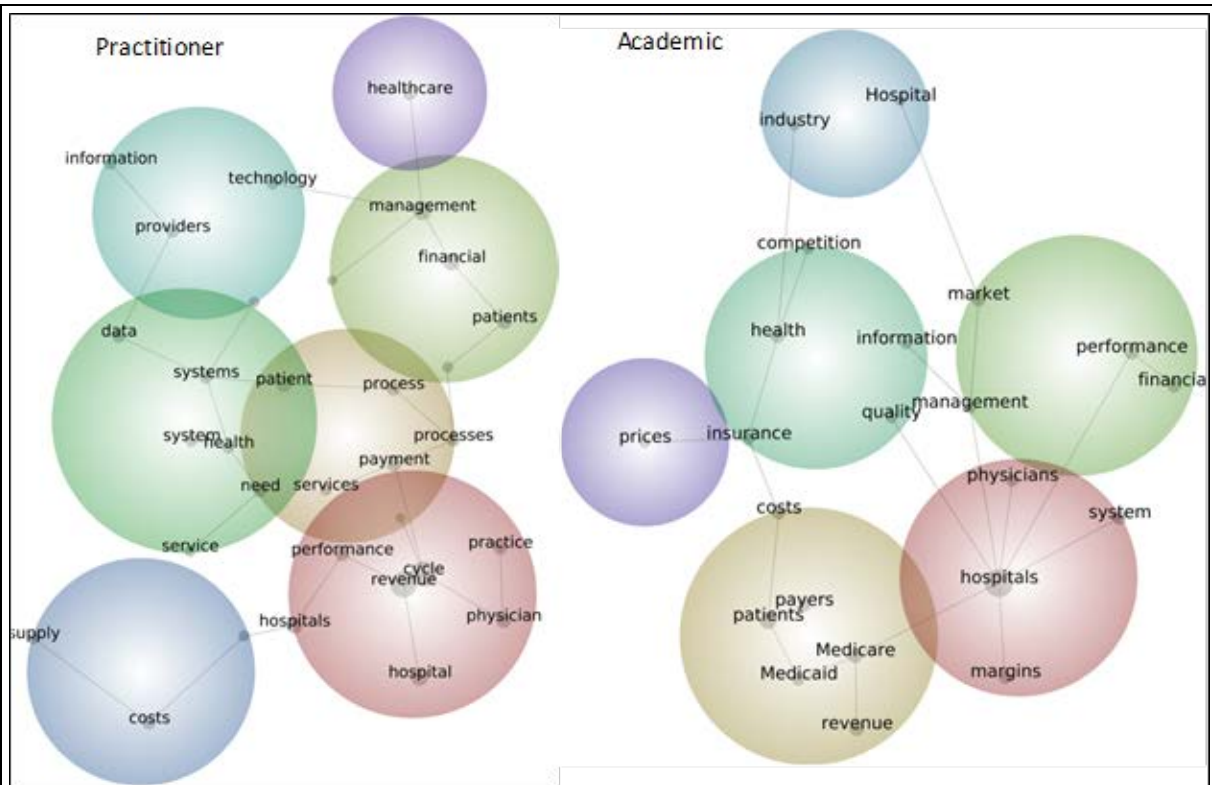 Practitioner
healthcare
information
technology
management
providers
financial
patients
data
systems
patient
process
system
health
processes
payment
need
services
service
performance
practice
cycle
revenue
hospitals
physician
supply
hospital
costs
Academic
Hospital
industry
competition
market
health
information
performance
financia
management
quality
prices
insurance
physicians
costs
system
hospitals
payers
patients
Medicare
Medicaid
margins
revenue